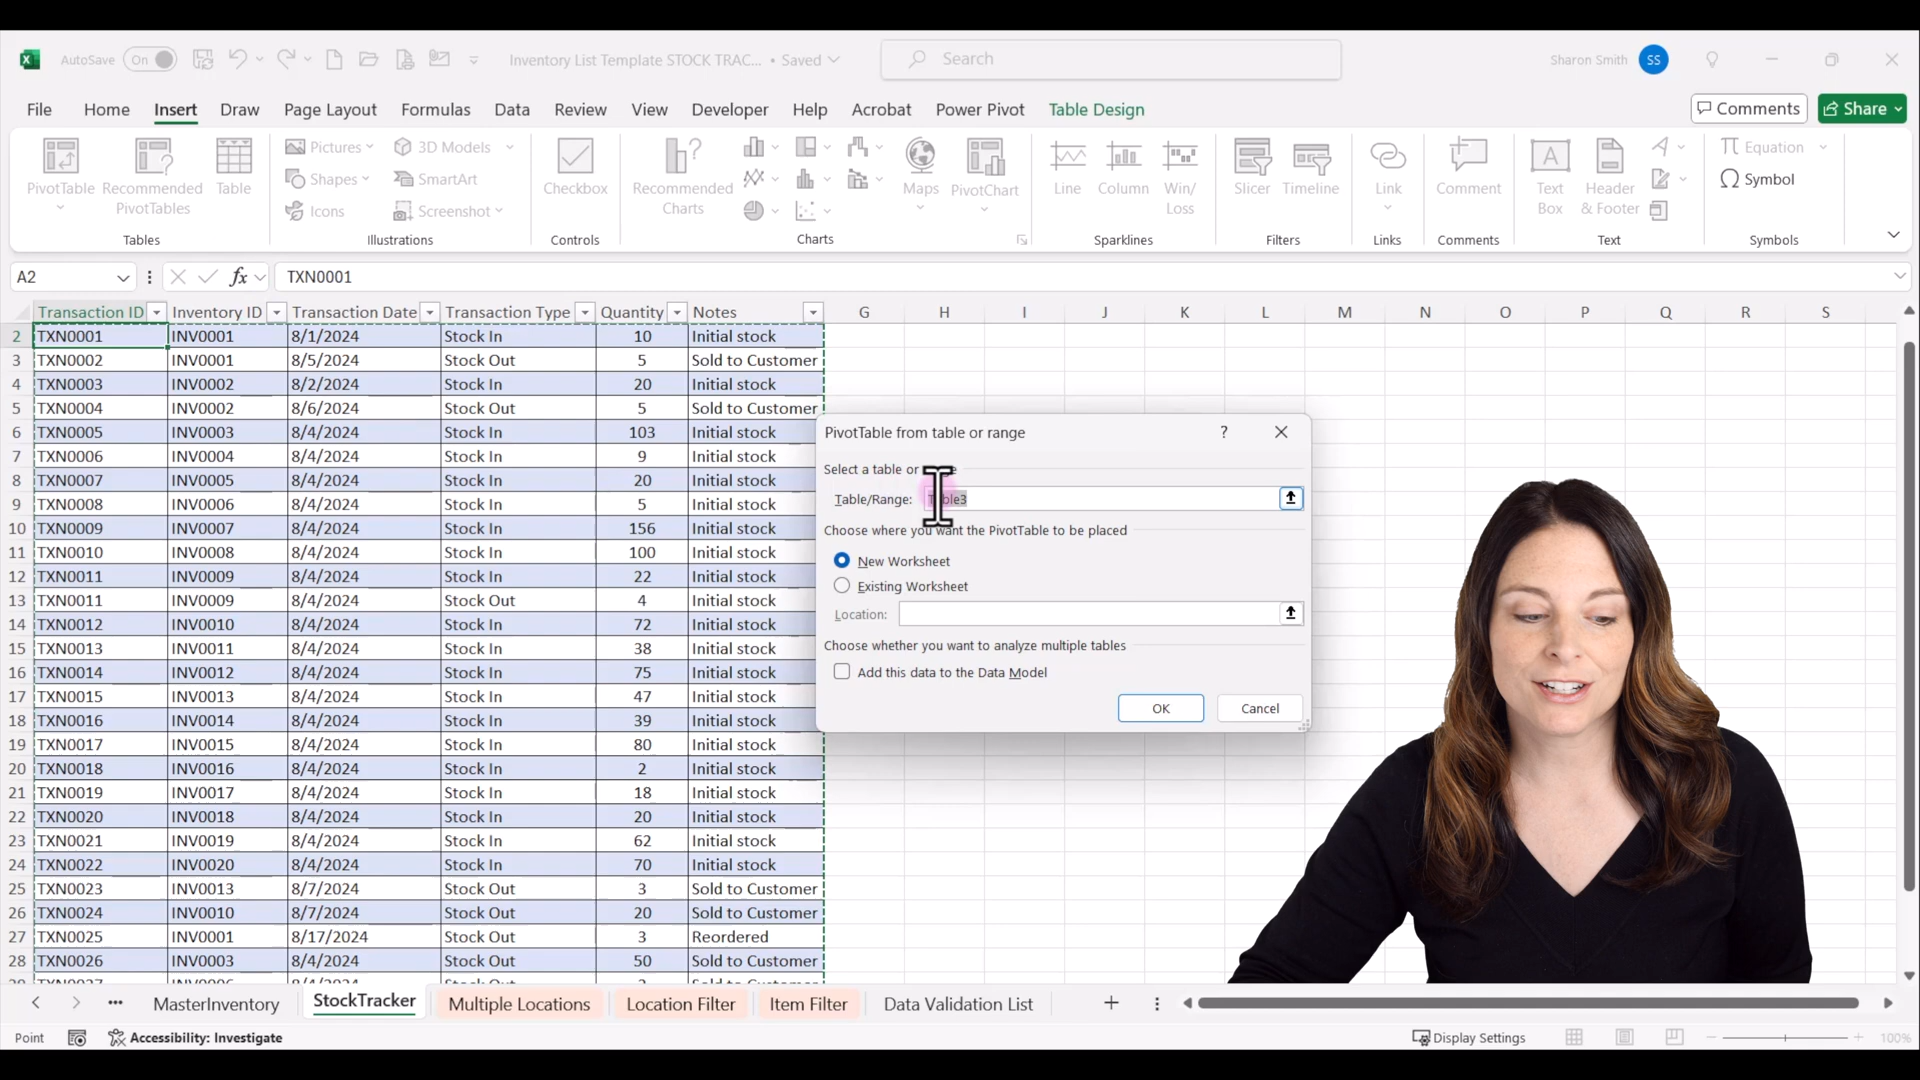 AutoSave On Inventory List Template STOCK TRAC... • Saved Search Sharon Smith SS
File Home Insert Draw Page Layout Formulas Data Review View Developer Help Acrobat Power Pivot Table Design Comments Share
PivotTable Recommended PivotTables Table Pictures Shapes Icons 3D Models SmartArt Screenshot Checkbox Recommended Charts Maps PivotChart Line Column Win/Loss Slicer Timeline Link Comment Text Box Header & Footer Equation Symbol
Tables Illustrations Controls Charts Sparklines Filters Links Comments Text Symbols
A2 fx TXN0001
Transaction ID Inventory ID Transaction Date Transaction Type Quantity Notes G H I J K L M N O P Q R S
2 TXN0001 INV0001 8/1/2024 Stock In 10 Initial stock
3 TXN0002 INV0001 8/5/2024 Stock Out 5 Sold to Customer
4 TXN0003 INV0002 8/2/2024 Stock In 20 Initial stock
5 TXN0004 INV0002 8/6/2024 Stock Out 5 Sold to Customer
6 TXN0005 INV0003 8/4/2024 Stock In 103 Initial stock
7 TXN0006 INV0004 8/4/2024 Stock In 9 Initial stock
8 TXN0007 INV0005 8/4/2024 Stock In 20 Initial stock
9 TXN0008 INV0006 8/4/2024 Stock In 5 Initial stock
10 TXN0009 INV0007 8/4/2024 Stock In 156 Initial stock
11 TXN0010 INV0008 8/4/2024 Stock In 100 Initial stock
12 TXN0011 INV0009 8/4/2024 Stock In 22 Initial stock
13 TXN0011 INV0009 8/4/2024 Stock Out 4 Initial stock
14 TXN0012 INV0010 8/4/2024 Stock In 72 Initial stock
15 TXN0013 INV0011 8/4/2024 Stock In 38 Initial stock
16 TXN0014 INV0012 8/4/2024 Stock In 75 Initial stock
17 TXN0015 INV0013 8/4/2024 Stock In 47 Initial stock
18 TXN0016 INV0014 8/4/2024 Stock In 39 Initial stock
19 TXN0017 INV0015 8/4/2024 Stock In 80 Initial stock
20 TXN0018 INV0016 8/4/2024 Stock In 2 Initial stock
21 TXN0019 INV0017 8/4/2024 Stock In 18 Initial stock
22 TXN0020 INV0018 8/4/2024 Stock In 20 Initial stock
23 TXN0021 INV0019 8/4/2024 Stock In 62 Initial stock
24 TXN0022 INV0020 8/4/2024 Stock In 70 Initial stock
25 TXN0023 INV0013 8/7/2024 Stock Out 3 Sold to Customer
26 TXN0024 INV0010 8/7/2024 Stock Out 20 Sold to Customer
27 TXN0025 INV0001 8/17/2024 Stock Out 3 Reordered
28 TXN0026 INV0003 8/4/2024 Stock Out 50 Sold to Customer
PivotTable from table or range ?
Select a table or
Table/Range: Table3
Choose where you want the PivotTable to be placed
New Worksheet
Existing Worksheet
Location:
Choose whether you want to analyze multiple tables
Add this data to the Data Model
OK Cancel
MasterInventory StockTracker Multiple Locations Location Filter Item Filter Data Validation List
Point Accessibility: Investigate Display Settings 100%